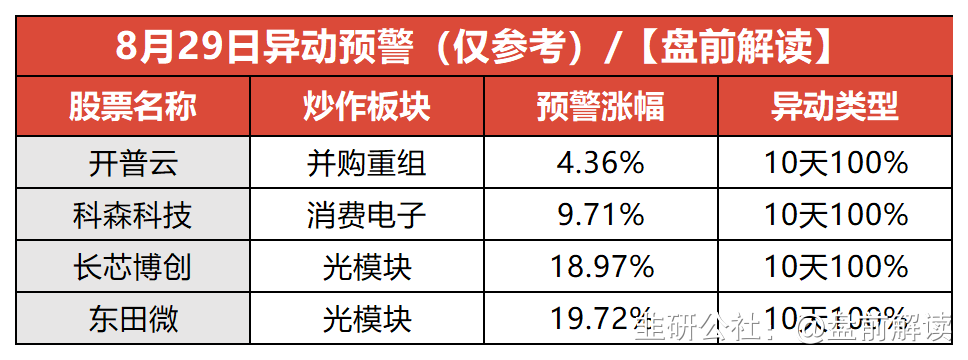 8月29日异动预警（仅参考）/【盘前解读】
股票名称 炒作板块 预警涨幅 异动类型
开普云 并购重组 4.36% 10天100%
科森科技 消费电子 9.71% 10天100%
长芯博创 光模块 18.97% 10天100%
东田微 光模块 19.72% 10天100%
韭研公社：@盘前解读